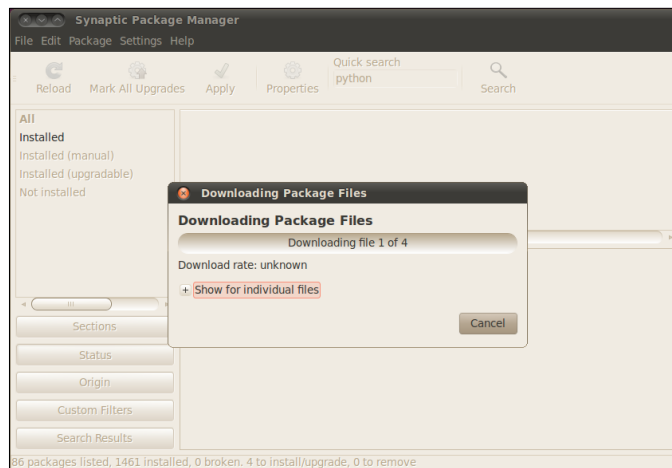 Synaptic Package Manager
File Edit Package Settings Help
Quick search
python
Reload Mark All Upgrades Apply Properties Search
All
Installed
Installed (manual)
Installed (upgradable)
Not installed
Downloading Package Files
Downloading Package Files
Downloading file 1 of 4
Download rate: unknown
+ Show for individual files
Cancel
Sections
Status
Origin
Custom Filters
Search Results
86 packages listed, 1461 installed, 0 broken. 4 to install/upgrade, 0 to remove